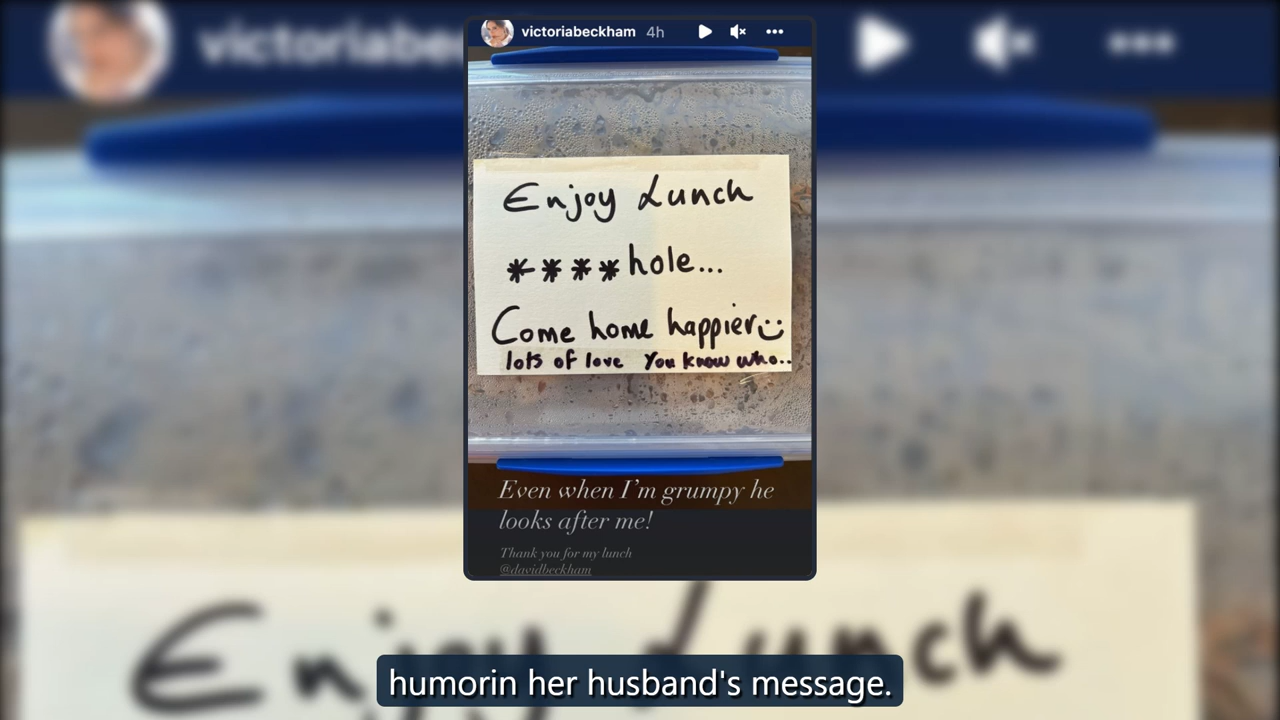 victoriabeckham 4h
Enjoy Lunch
****hole...
Come home happier
lots of love You know who..
Even when I'm grumpy he
looks after me!
Thank you for my lunch
@davidbeckham
humorin her husband's message.